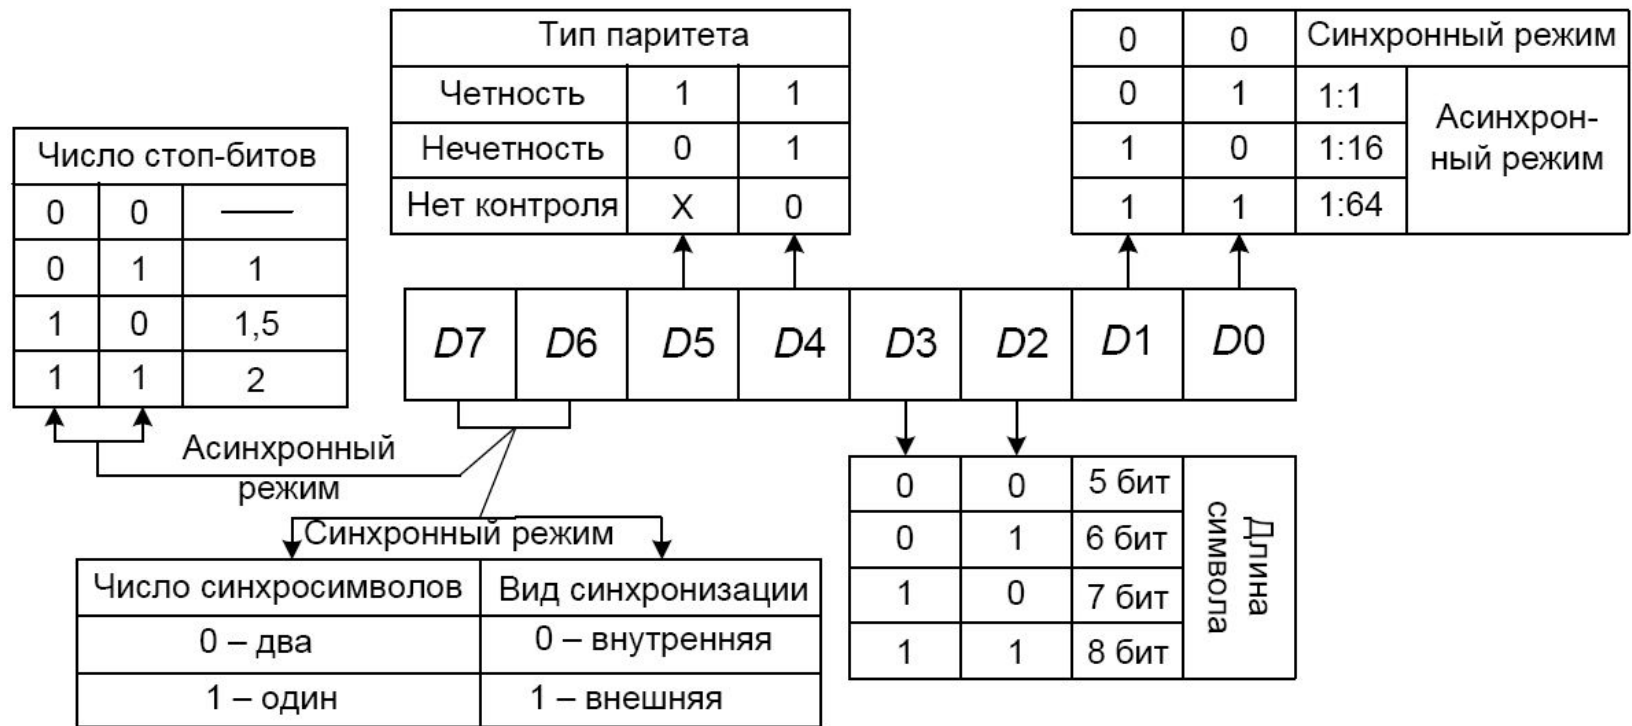 Тип паритета
Четность 1 1
Нечетность 0 1
Нет контроля X 0
0 0 Синхронный режим
0 1 1:1
1 0 1:16
1 1 1:64
Асинхрон-
ный режим
Число стоп-битов
0 0 —
0 1 1
1 0 1,5
1 1 2
D7 D6 D5 D4 D3 D2 D1 D0
Асинхронный
режим
Синхронный режим
Число синхросимволов Вид синхронизации
0 – два 0 – внутренняя
1 – один 1 – внешняя
0 0 5 бит
0 1 6 бит
1 0 7 бит
1 1 8 бит
Длина
символа